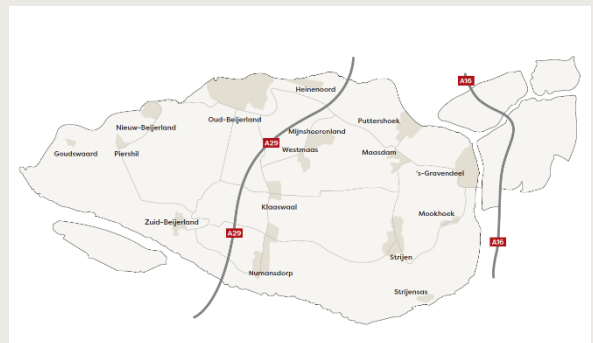 A16
Heinenoord
Oud-Beijerland
Puttershoek
Nieuw-Beijerland
Mijnsheerenland
A29
Westmaas
Maasdam
Goudswaard
Piershil
's-Gravendeel
Klaaswaal
Mookhoek
Zuid-Beijerland
A29
A16
Strijen
Numansdorp
Strijensas